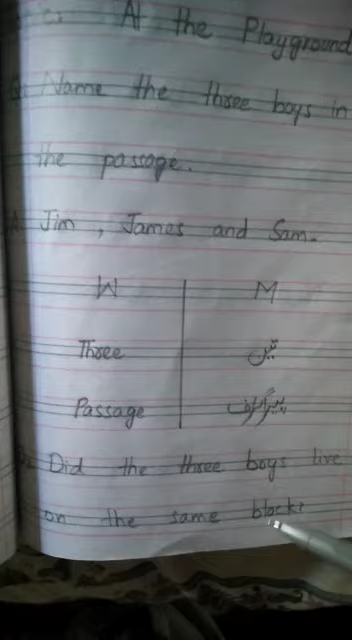 At the Playground
Name the three boys in
the passage.
Jim, James and Sam.
W M
Three تین
Passage پیراگراف
Did the three boys live
on the same block?